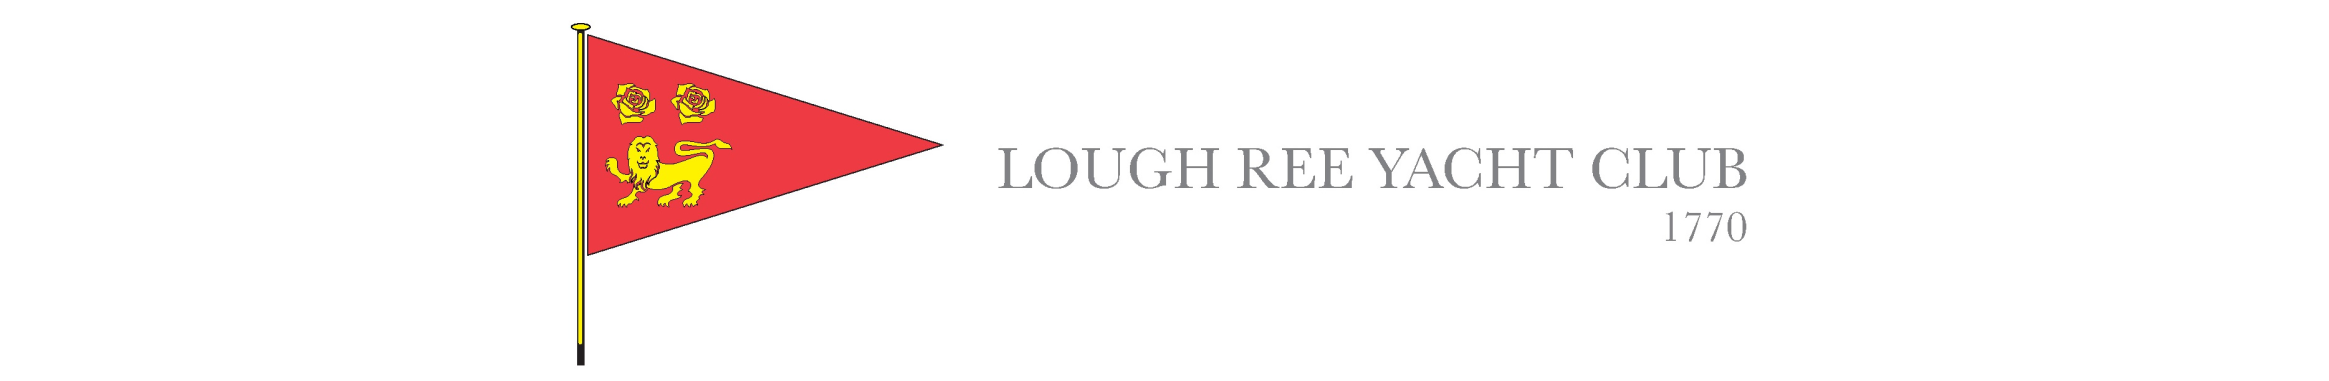 LOUGH REE YACHT CLUB
1770